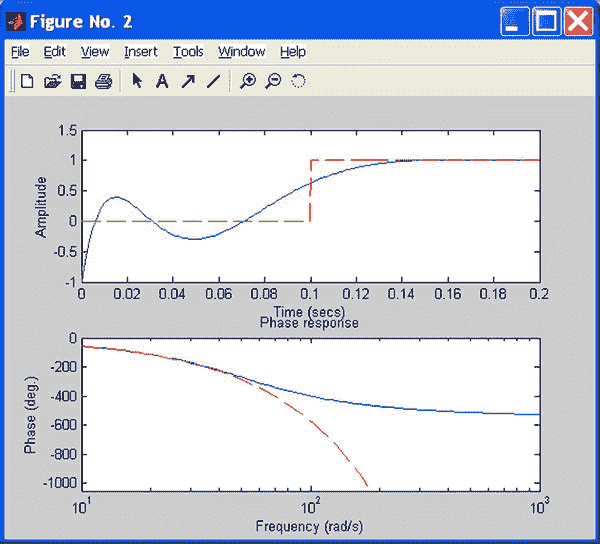 Figure No. 2
File Edit View Insert Tools Window Help
A
1.5
1
0.5
0
-0.5
-1
Amplitude
0 0.02 0.04 0.06 0.08 0.1 0.12 0.14 0.16 0.18 0.2
Time (secs)
Phase response
0
-200
-400
-600
-800
-1000
Phase (deg.)
10^1 10^2 10^3
Frequency (rad/s)